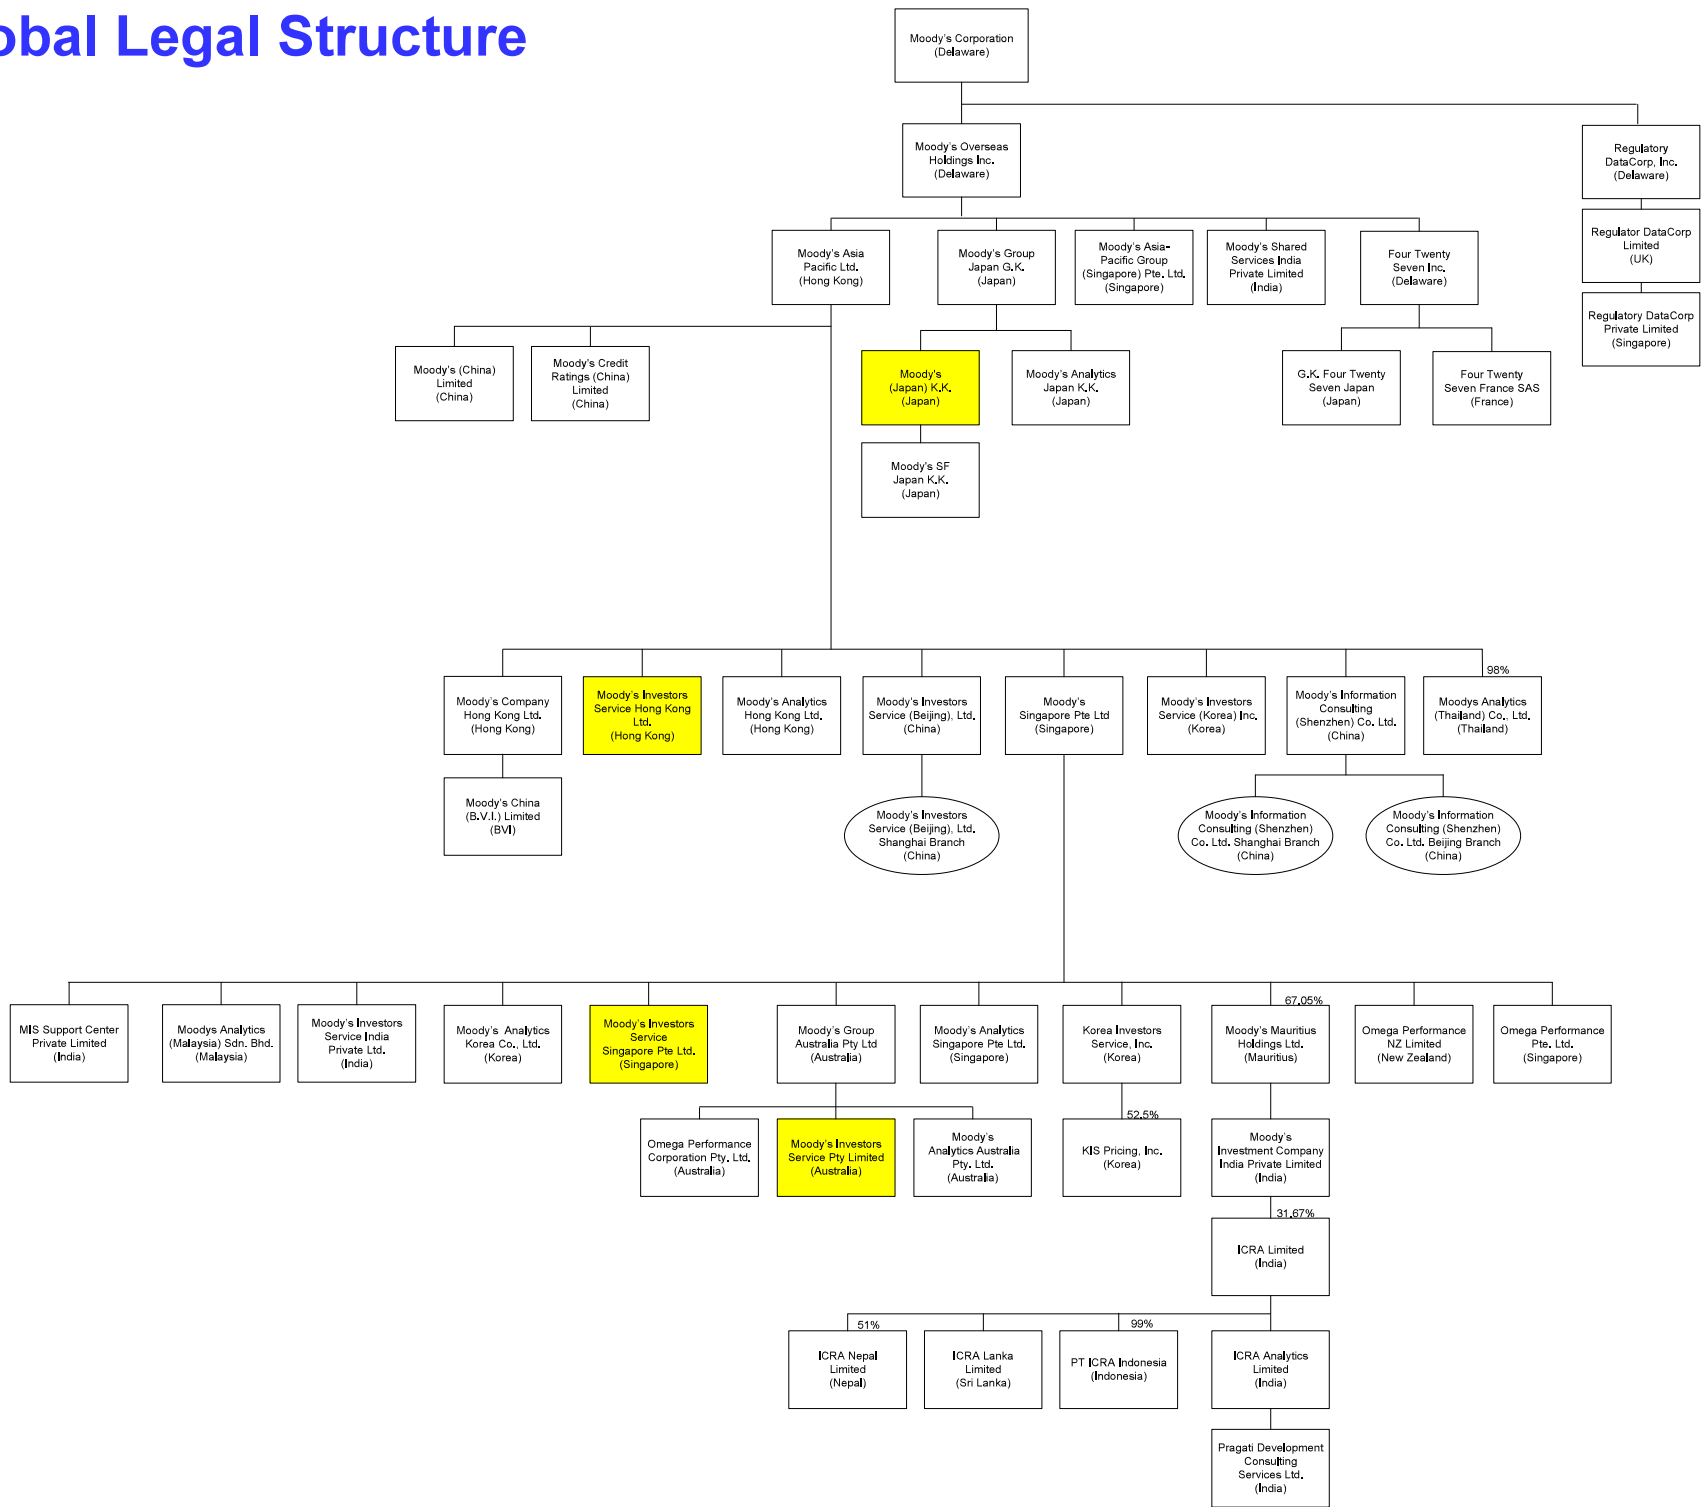 obal Legal Structure
Moody's Corporation
(Delaware)
Moody's Overseas
Holdings Inc.
(Delaware)
Regulatory
DataCorp, Inc.
(Delaware)
Regulator DataCorp
Limited
(UK)
Regulatory DataCorp
Private Limited
(Singapore)
Moody's Asia
Pacific Ltd.
(Hong Kong)
Moody's Group
Japan G.K.
(Japan)
Moody's Asia-
Pacific Group
(Singapore) Pte. Ltd.
(Singapore)
Moody's Shared
Services India
Private Limited
(India)
Four Twenty
Seven Inc.
(Delaware)
Moody's (China)
Limited
(China)
Moody's Credit
Ratings (China)
Limited
(China)
Moody's
(Japan) K.K.
(Japan)
Moody's Analytics
Japan K.K.
(Japan)
G.K. Four Twenty
Seven Japan
(Japan)
Four Twenty
Seven France SAS
(France)
Moody's SF
Japan K.K.
(Japan)
Moody's Company
Hong Kong Ltd.
(Hong Kong)
Moody's Investors
Service Hong Kong
Ltd.
(Hong Kong)
Moody's Analytics
Hong Kong Ltd.
(Hong Kong)
Moody's Investors
Service (Beijing), Ltd.
(China)
Moody's
Singapore Pte Ltd
(Singapore)
Moody's Investors
Service (Korea) Inc.
(Korea)
Moody's Information
Consulting
(Shenzhen) Co. Ltd.
(China)
98%
Moodys Analytics
(Thailand) Co., Ltd.
(Thailand)
Moody's China
(B.V.I.) Limited
(BVI)
Moody's Investors
Service (Beijing), Ltd.
Shanghai Branch
(China)
Moody's Information
Consulting (Shenzhen)
Co. Ltd. Shanghai Branch
(China)
Moody's Information
Consulting (Shenzhen)
Co. Ltd. Beijing Branch
(China)
MIS Support Center
Private Limited
(India)
Moodys Analytics
(Malaysia) Sdn. Bhd.
(Malaysia)
Moody's Investors
Service India
Private Ltd.
(India)
Moody's Analytics
Korea Co., Ltd.
(Korea)
Moody's Investors
Service
Singapore Pte Ltd.
(Singapore)
Moody's Group
Australia Pty Ltd
(Australia)
Moody's Analytics
Singapore Pte Ltd.
(Singapore)
Korea Investors
Service, Inc.
(Korea)
67.05%
Moody's Mauritius
Holdings Ltd.
(Mauritius)
Omega Performance
NZ Limited
(New Zealand)
Omega Performance
Pte. Ltd.
(Singapore)
Omega Performance
Corporation Pty. Ltd.
(Australia)
Moody's Investors
Service Pty Limited
(Australia)
Moody's
Analytics Australia
Pty. Ltd.
(Australia)
52.5%
KIS Pricing, Inc.
(Korea)
Moody's
Investment Company
India Private Limited
(India)
31.67%
ICRA Limited
(India)
51%
ICRA Nepal
Limited
(Nepal)
ICRA Lanka
Limited
(Sri Lanka)
99%
PT ICRA Indonesia
(Indonesia)
ICRA Analytics
Limited
(India)
Pragati Development
Consulting
Services Ltd.
(India)